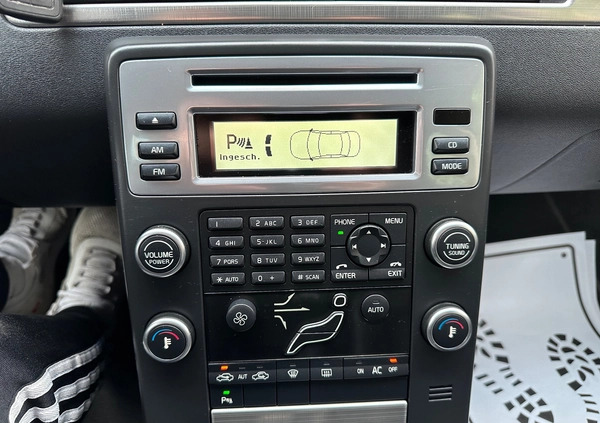 P
Ingesch.
AM
FM
CD
MODE
VOLUME
POWER
TUNING
SOUND
1 2 ABC 3 DEF PHONE MENU
4 GHI 5 JKL 6 MNO
7 PQRS 8 TUV 9 WXYZ
* AUTO 0 + # SCAN ENTER EXIT
AUTO
AUT ON AC OFF
P